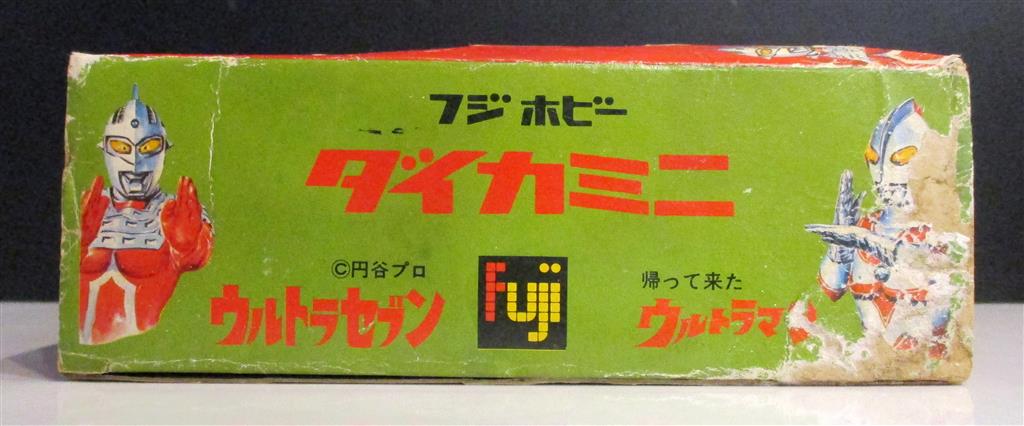 フジホビー
ダイカミニ
©円谷プロ
ウルトラセブン
Fuji
帰って来た
ウルトラマ